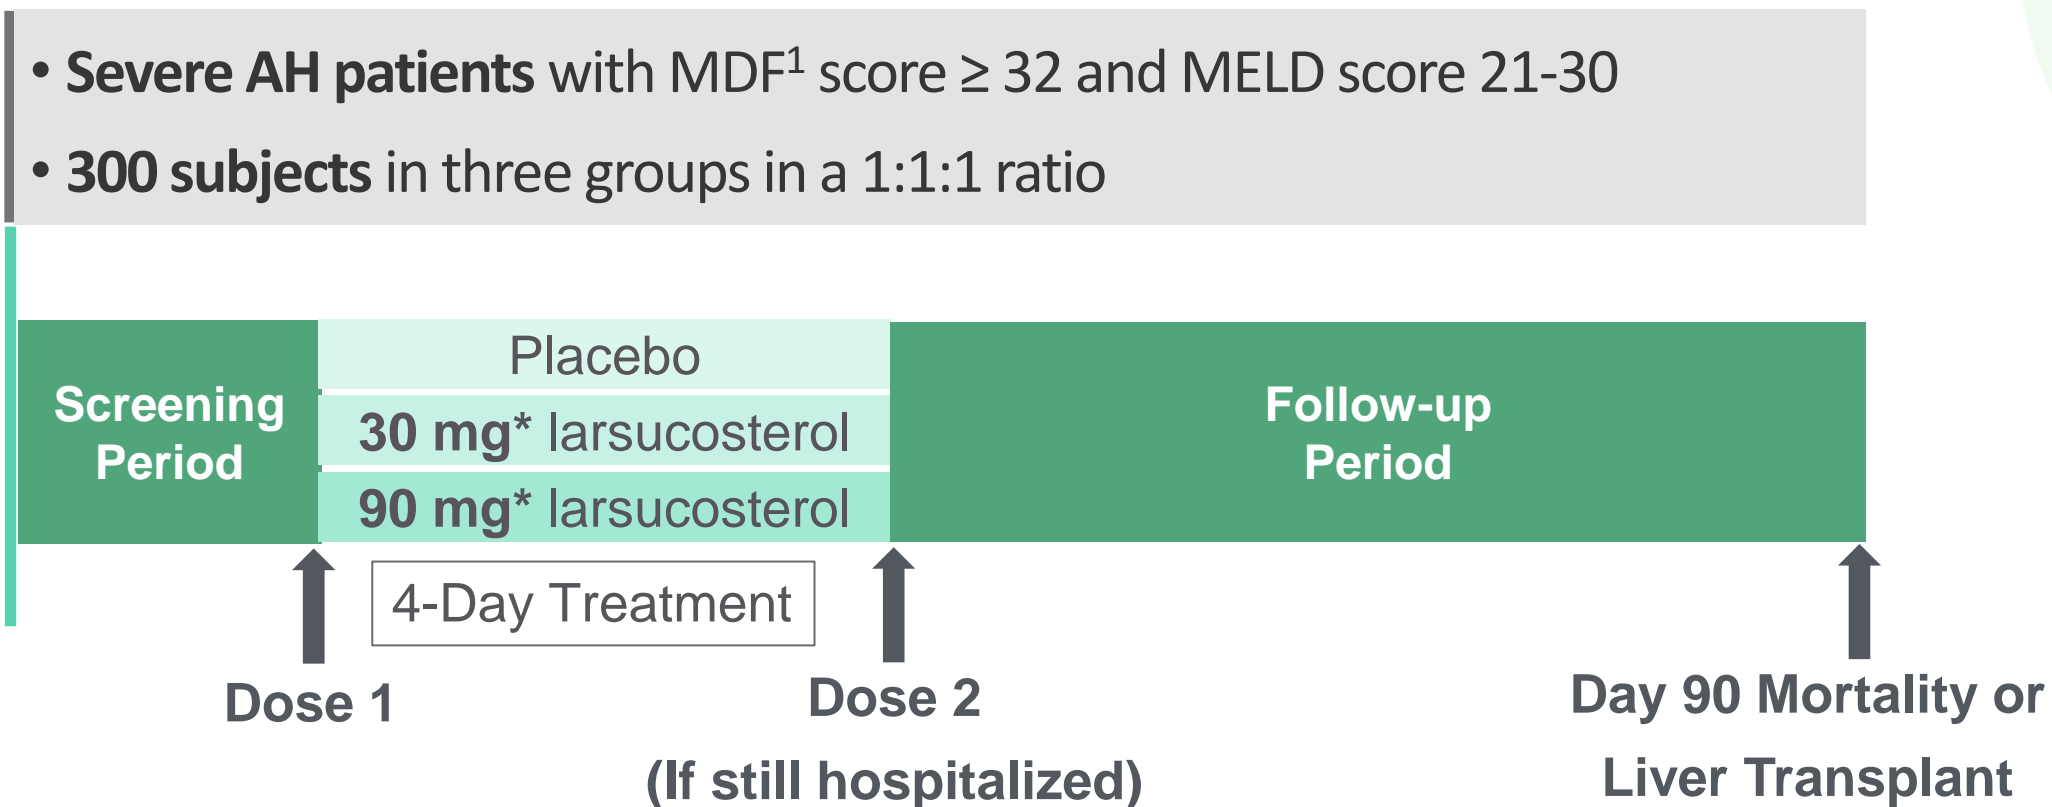 • Severe AH patients with MDF¹ score ≥ 32 and MELD score 21-30
• 300 subjects in three groups in a 1:1:1 ratio
Screening
Period
Placebo
30 mg* larsucosterol
90 mg* larsucosterol
Follow-up
Period
4-Day Treatment
Dose 1
Dose 2
(If still hospitalized)
Day 90 Mortality or
Liver Transplant